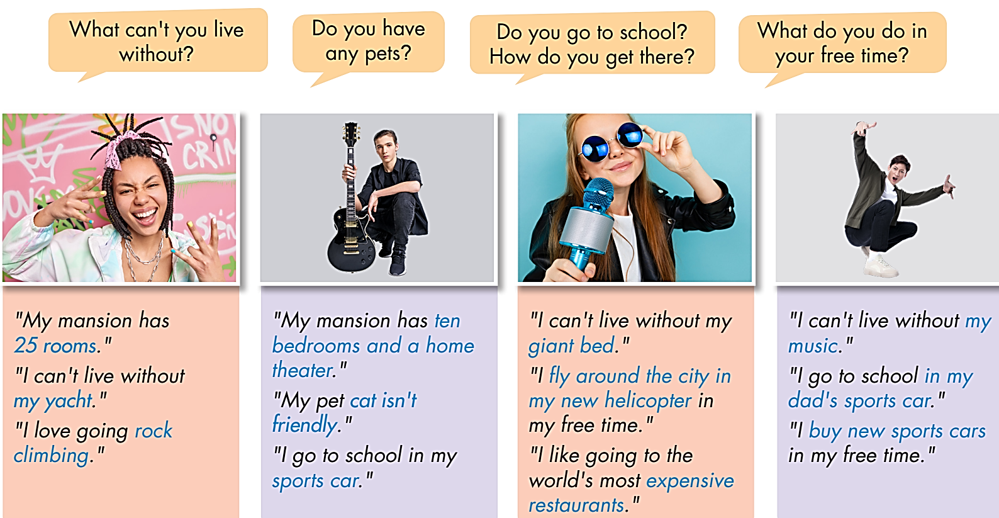 What can't you live
without?
Do you have
any pets?
Do you go to school?
How do you get there?
What do you do in
your free time?
IS NO
CRIM
"My mansion has
25 rooms."
"I can't live without
my yacht."
"I love going rock
climbing."
"My mansion has ten
bedrooms and a home
theater."
"My pet cat isn't
friendly."
"I go to school in my
sports car."
"I can't live without my
giant bed."
"I fly around the city in
my new helicopter in
my free time."
"I like going to the
world's most expensive
restaurants."
"I can't live without my
music."
"I go to school in my
dad's sports car."
"I buy new sports cars
in my free time."